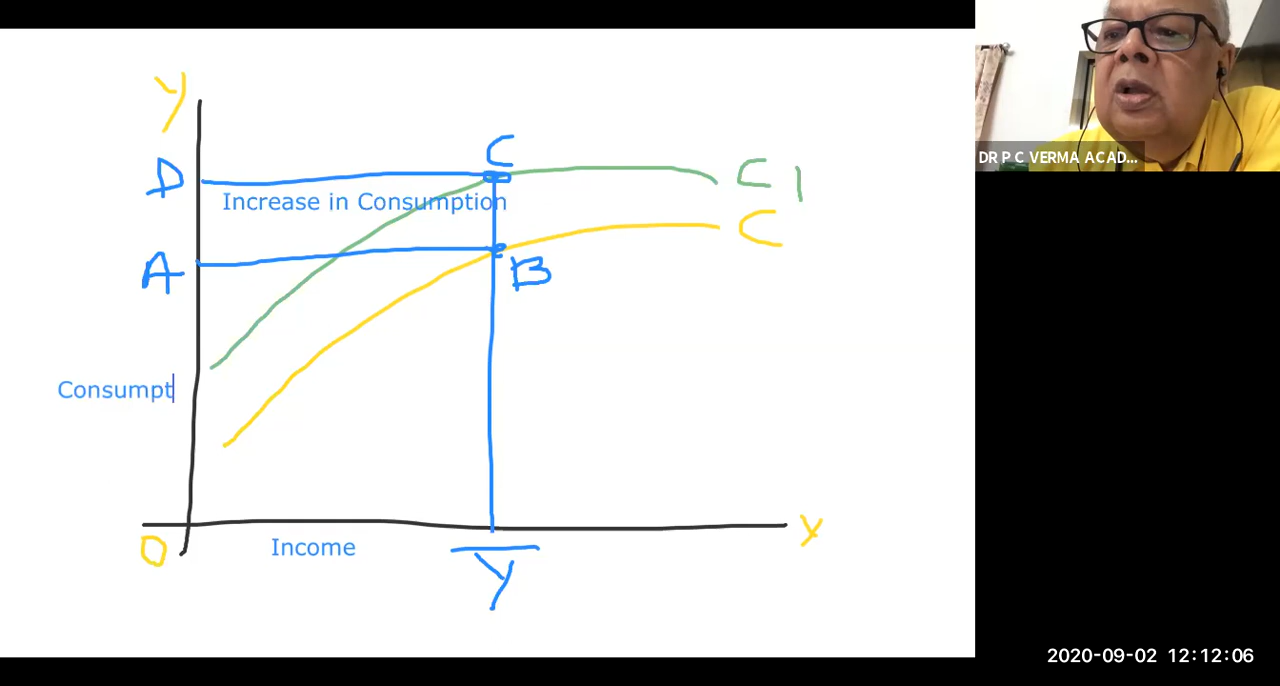 Y
C
D
Increase in Consumption
C1
C
A
B
Consumpt
O
Income
Y
X
DR P C VERMA ACAD...
2020-09-02 12:12:06